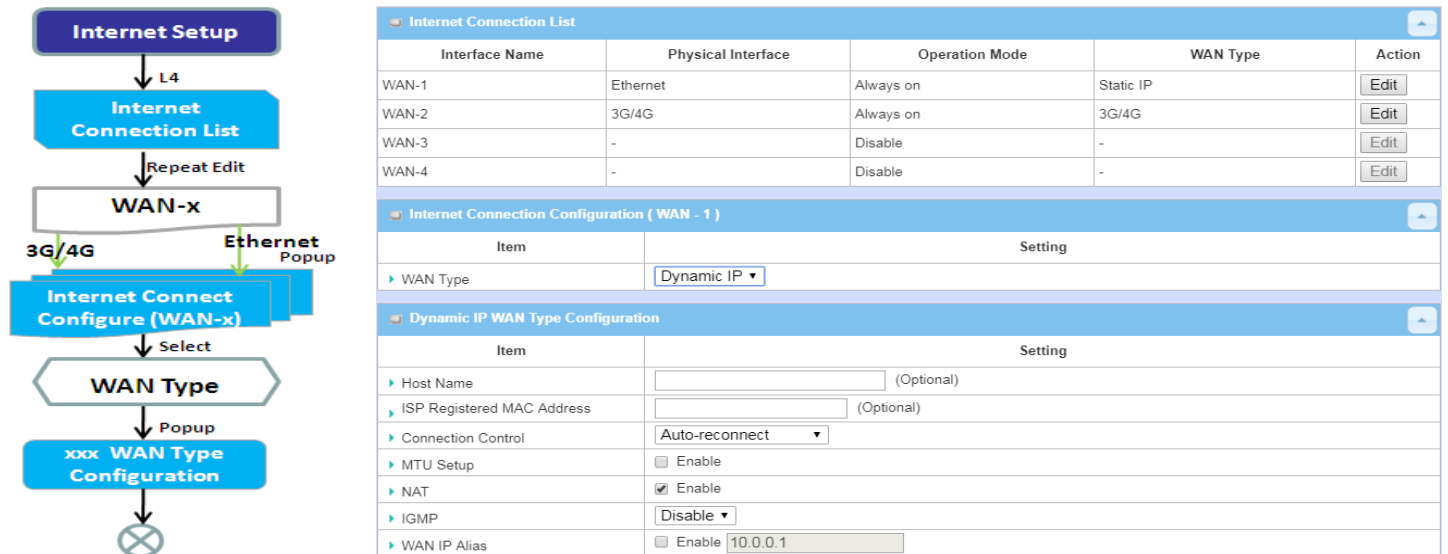 Internet Setup
L4
Internet
Connection List
Repeat Edit
WAN-x
3G/4G
Ethernet
Popup
Internet Connect
Configure (WAN-x)
Select
WAN Type
Popup
xxx WAN Type
Configuration
Internet Connection List
Interface Name Physical Interface Operation Mode WAN Type Action
WAN-1 Ethernet Always on Static IP Edit
WAN-2 3G/4G Always on 3G/4G Edit
WAN-3 - Disable - Edit
WAN-4 - Disable - Edit
Internet Connection Configuration ( WAN - 1 )
Item Setting
WAN Type Dynamic IP
Dynamic IP WAN Type Configuration
Item Setting
Host Name (Optional)
ISP Registered MAC Address (Optional)
Connection Control Auto-reconnect
MTU Setup Enable
NAT Enable
IGMP Disable
WAN IP Alias Enable 10.0.0.1